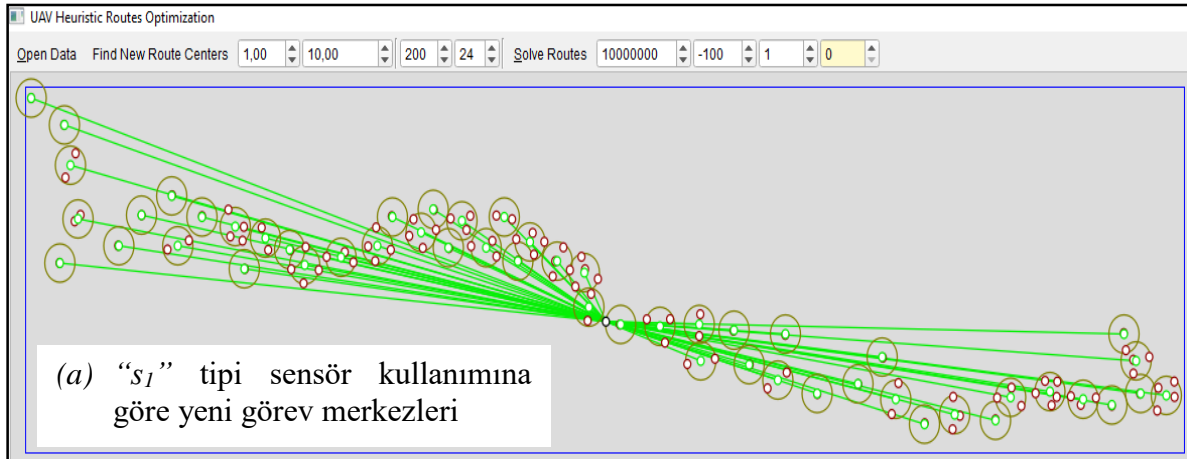 UAV Heuristic Routes Optimization
Open Data Find New Route Centers 1,00 10,00 200 24 Solve Routes 10000000 -100 1 0
(a) “s₁” tipi sensör kullanımına
göre yeni görev merkezleri